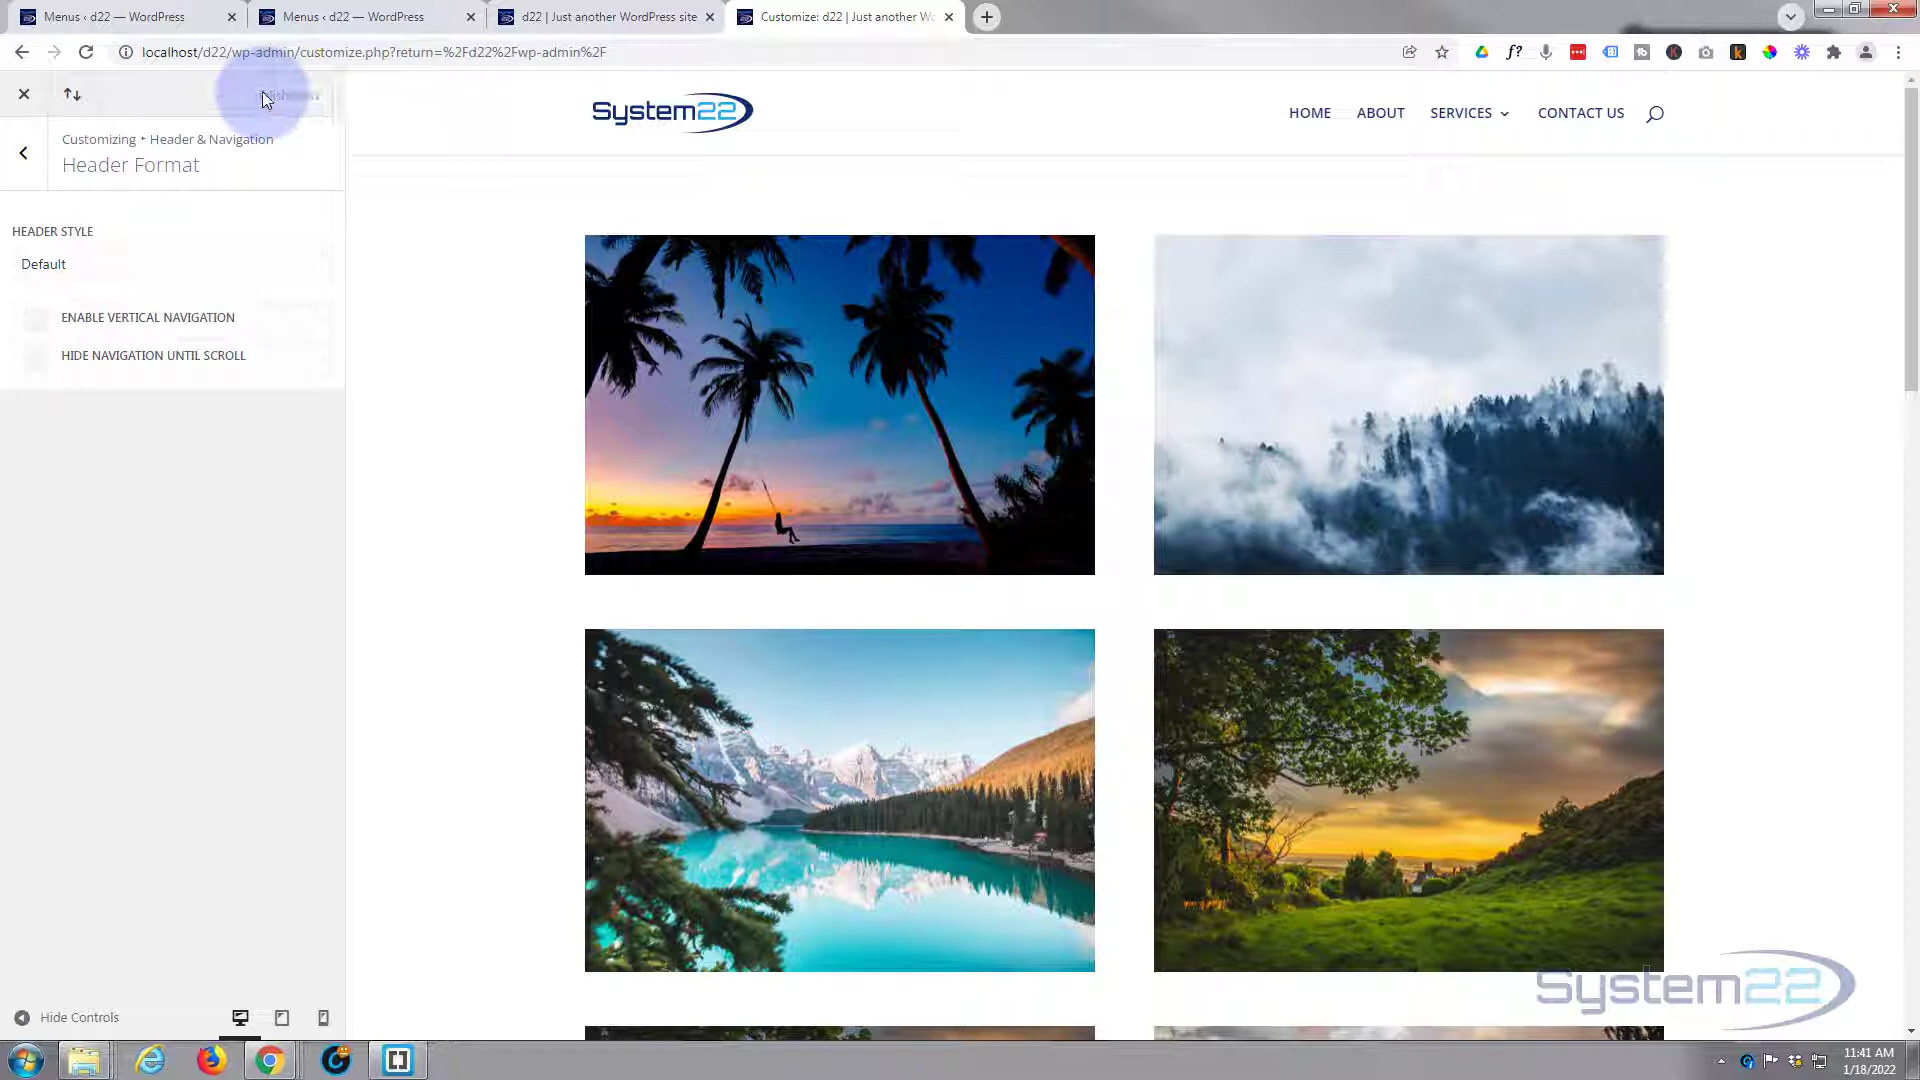 Menus ‹ d22 — WordPress
Menus ‹ d22 — WordPress
d22 | Just another WordPress site
Customize: d22 | Just another Wo
localhost/d22/wp-admin/customize.php?return=%2Fd22%2Fwp-admin%2F
Customizing ‣ Header & Navigation
Header Format
HEADER STYLE
Default
ENABLE VERTICAL NAVIGATION
HIDE NAVIGATION UNTIL SCROLL
Hide Controls
System22
HOME ABOUT SERVICES CONTACT US
System22
11:41 AM
1/18/2022